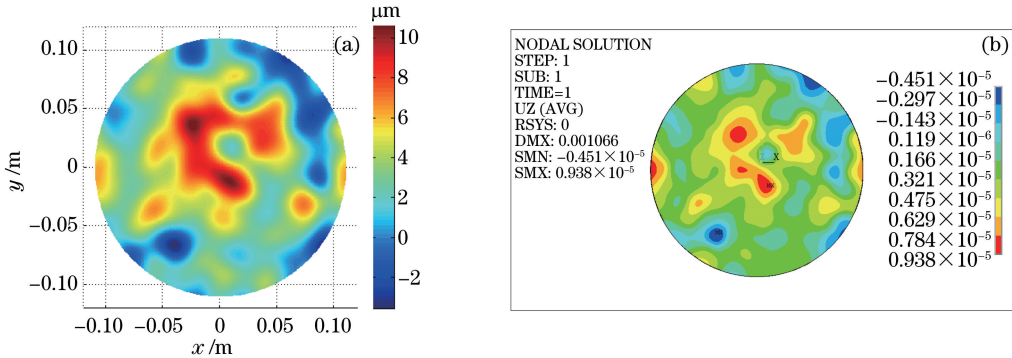 μm
(a)
10
8
6
4
2
0
−2
0.10
0.05
0
−0.05
−0.10
y /m
−0.10
−0.05
0
0.05
0.10
x /m
(b)
NODAL SOLUTION
STEP: 1
SUB: 1
TIME=1
UZ (AVG)
RSYS: 0
DMX: 0.001066
SMN: −0.451×10⁻⁵
SMX: 0.938×10⁻⁵
X
−0.451×10⁻⁵
−0.297×10⁻⁵
−0.143×10⁻⁵
0.119×10⁻⁶
0.166×10⁻⁵
0.321×10⁻⁵
0.475×10⁻⁵
0.629×10⁻⁵
0.784×10⁻⁵
0.938×10⁻⁵